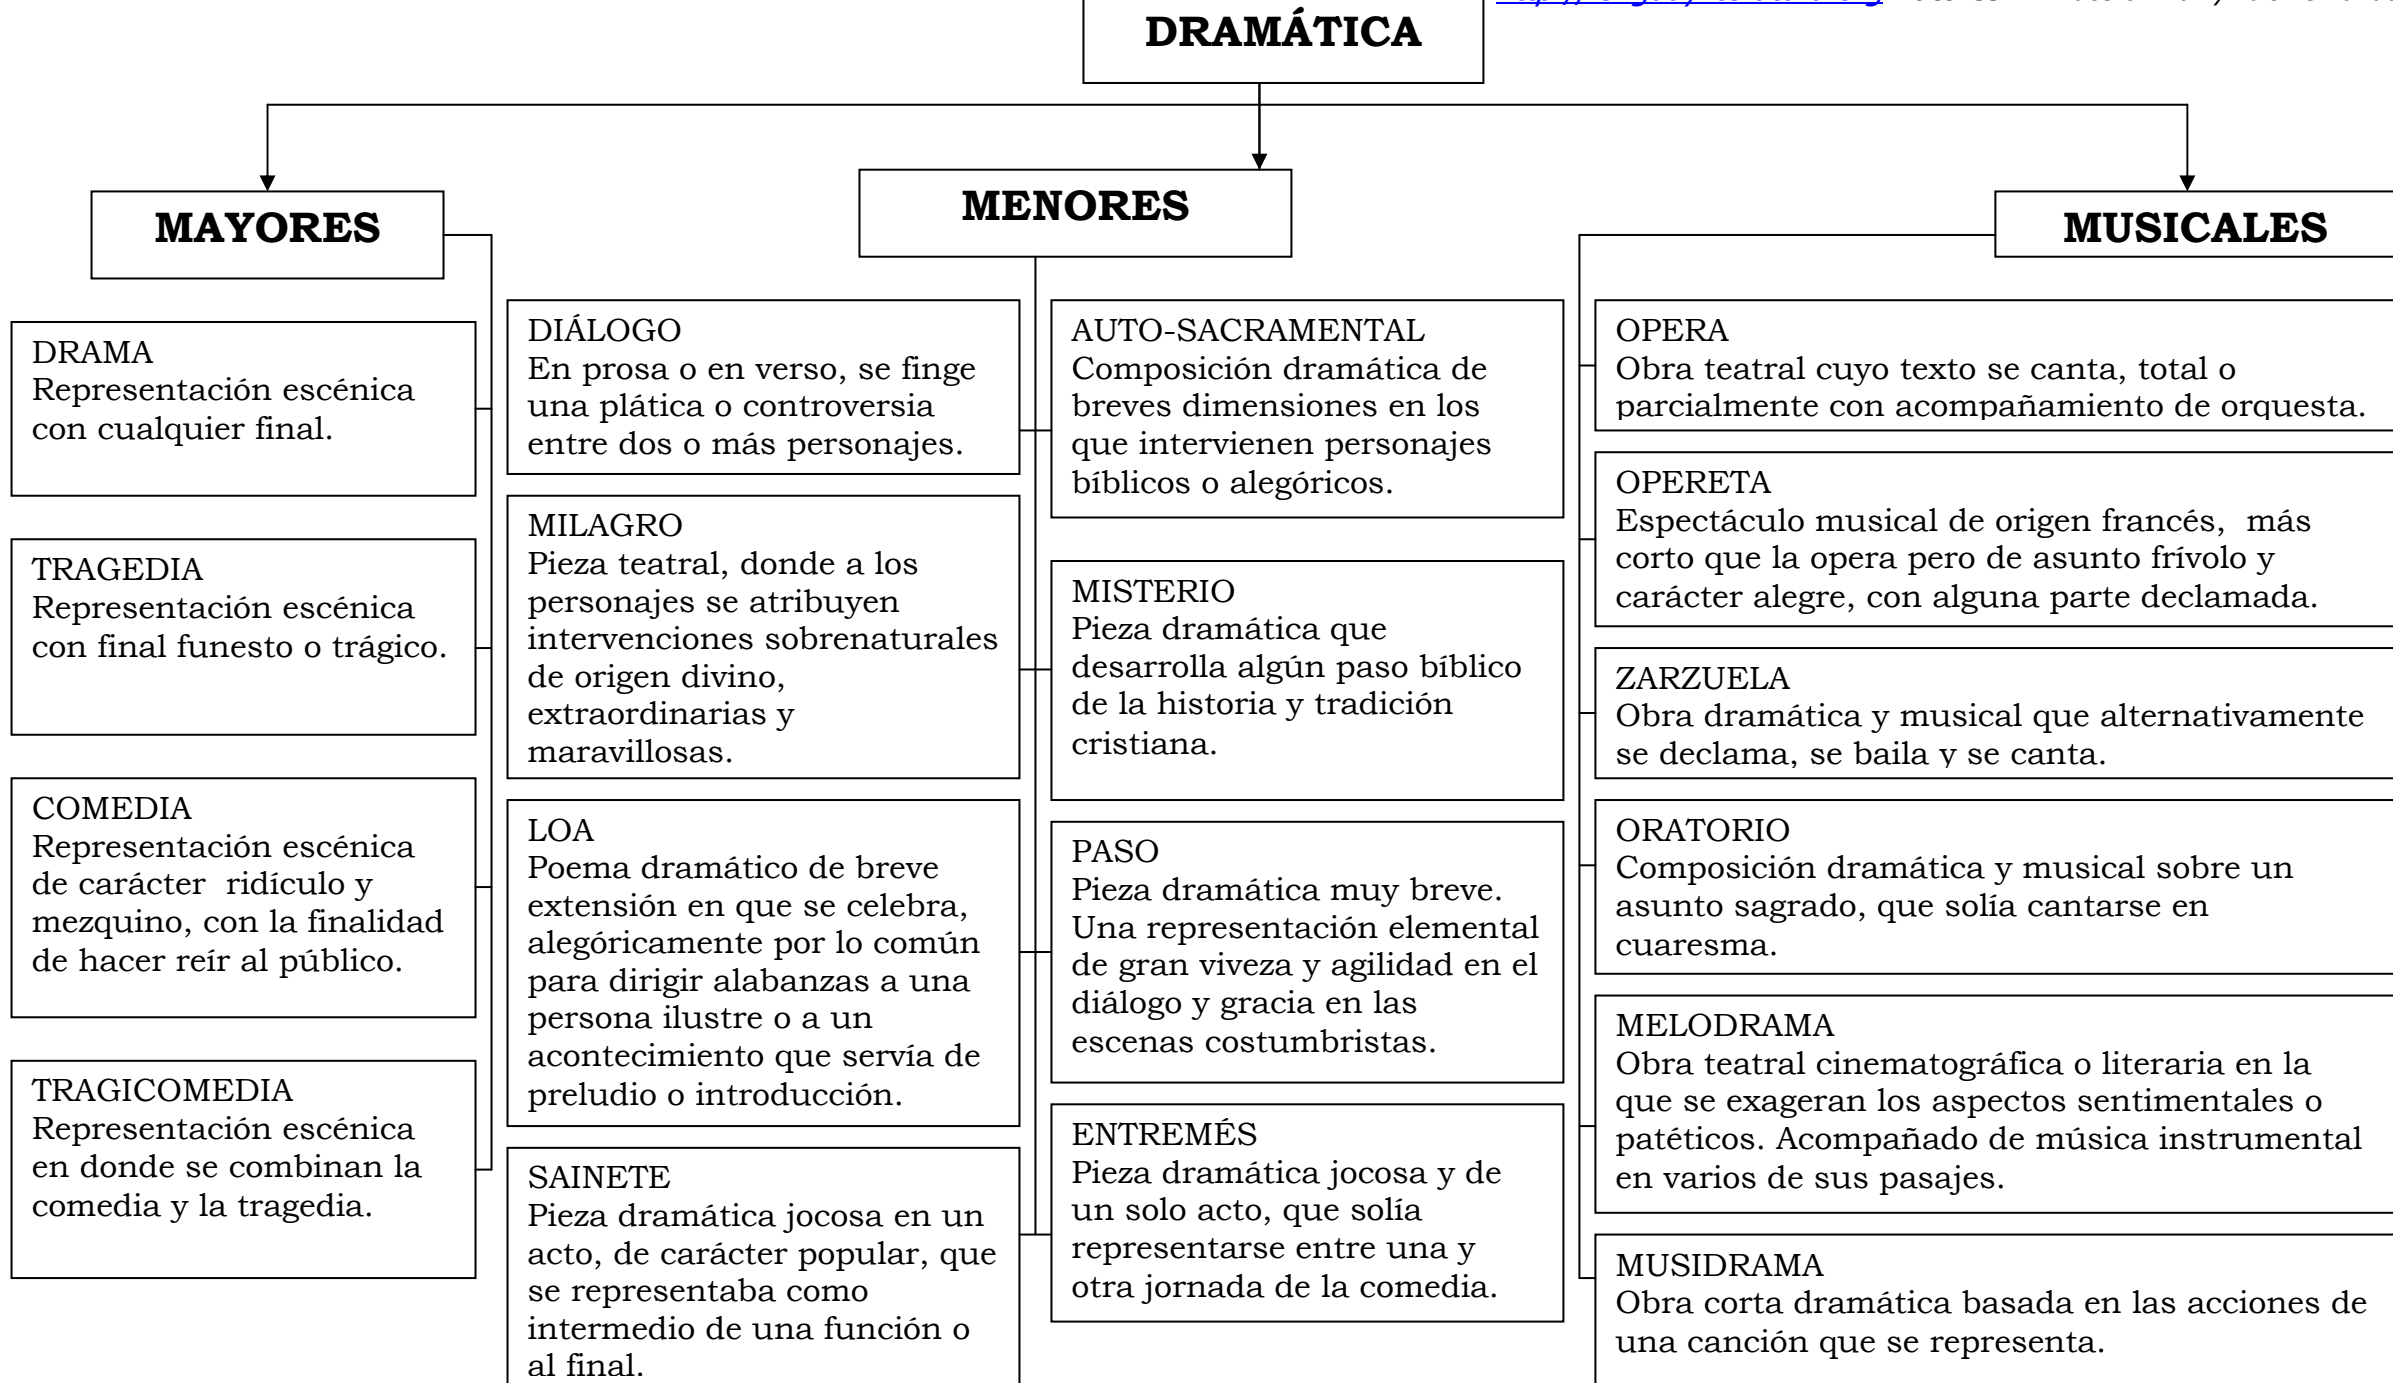 DRAMÁTICA
MAYORES
MENORES
MUSICALES
DRAMA
Representación escénica
con cualquier final.
TRAGEDIA
Representación escénica
con final funesto o trágico.
COMEDIA
Representación escénica
de carácter ridículo y
mezquino, con la finalidad
de hacer reír al público.
TRAGICOMEDIA
Representación escénica
en donde se combinan la
comedia y la tragedia.
DIÁLOGO
En prosa o en verso, se finge
una plática o controversia
entre dos o más personajes.
MILAGRO
Pieza teatral, donde a los
personajes se atribuyen
intervenciones sobrenaturales
de origen divino,
extraordinarias y
maravillosas.
LOA
Poema dramático de breve
extensión en que se celebra,
alegóricamente por lo común
para dirigir alabanzas a una
persona ilustre o a un
acontecimiento que servía de
preludio o introducción.
SAINETE
Pieza dramática jocosa en un
acto, de carácter popular, que
se representaba como
intermedio de una función o
al final.
AUTO-SACRAMENTAL
Composición dramática de
breves dimensiones en los
que intervienen personajes
bíblicos o alegóricos.
MISTERIO
Pieza dramática que
desarrolla algún paso bíblico
de la historia y tradición
cristiana.
PASO
Pieza dramática muy breve.
Una representación elemental
de gran viveza y agilidad en el
diálogo y gracia en las
escenas costumbristas.
ENTREMÉS
Pieza dramática jocosa y de
un solo acto, que solía
representarse entre una y
otra jornada de la comedia.
OPERA
Obra teatral cuyo texto se canta, total o
parcialmente con acompañamiento de orquesta.
OPERETA
Espectáculo musical de origen francés, más
corto que la opera pero de asunto frívolo y
carácter alegre, con alguna parte declamada.
ZARZUELA
Obra dramática y musical que alternativamente
se declama, se baila y se canta.
ORATORIO
Composición dramática y musical sobre un
asunto sagrado, que solía cantarse en
cuaresma.
MELODRAMA
Obra teatral cinematográfica o literaria en la
que se exageran los aspectos sentimentales o
patéticos. Acompañado de música instrumental
en varios de sus pasajes.
MUSIDRAMA
Obra corta dramática basada en las acciones de
una canción que se representa.